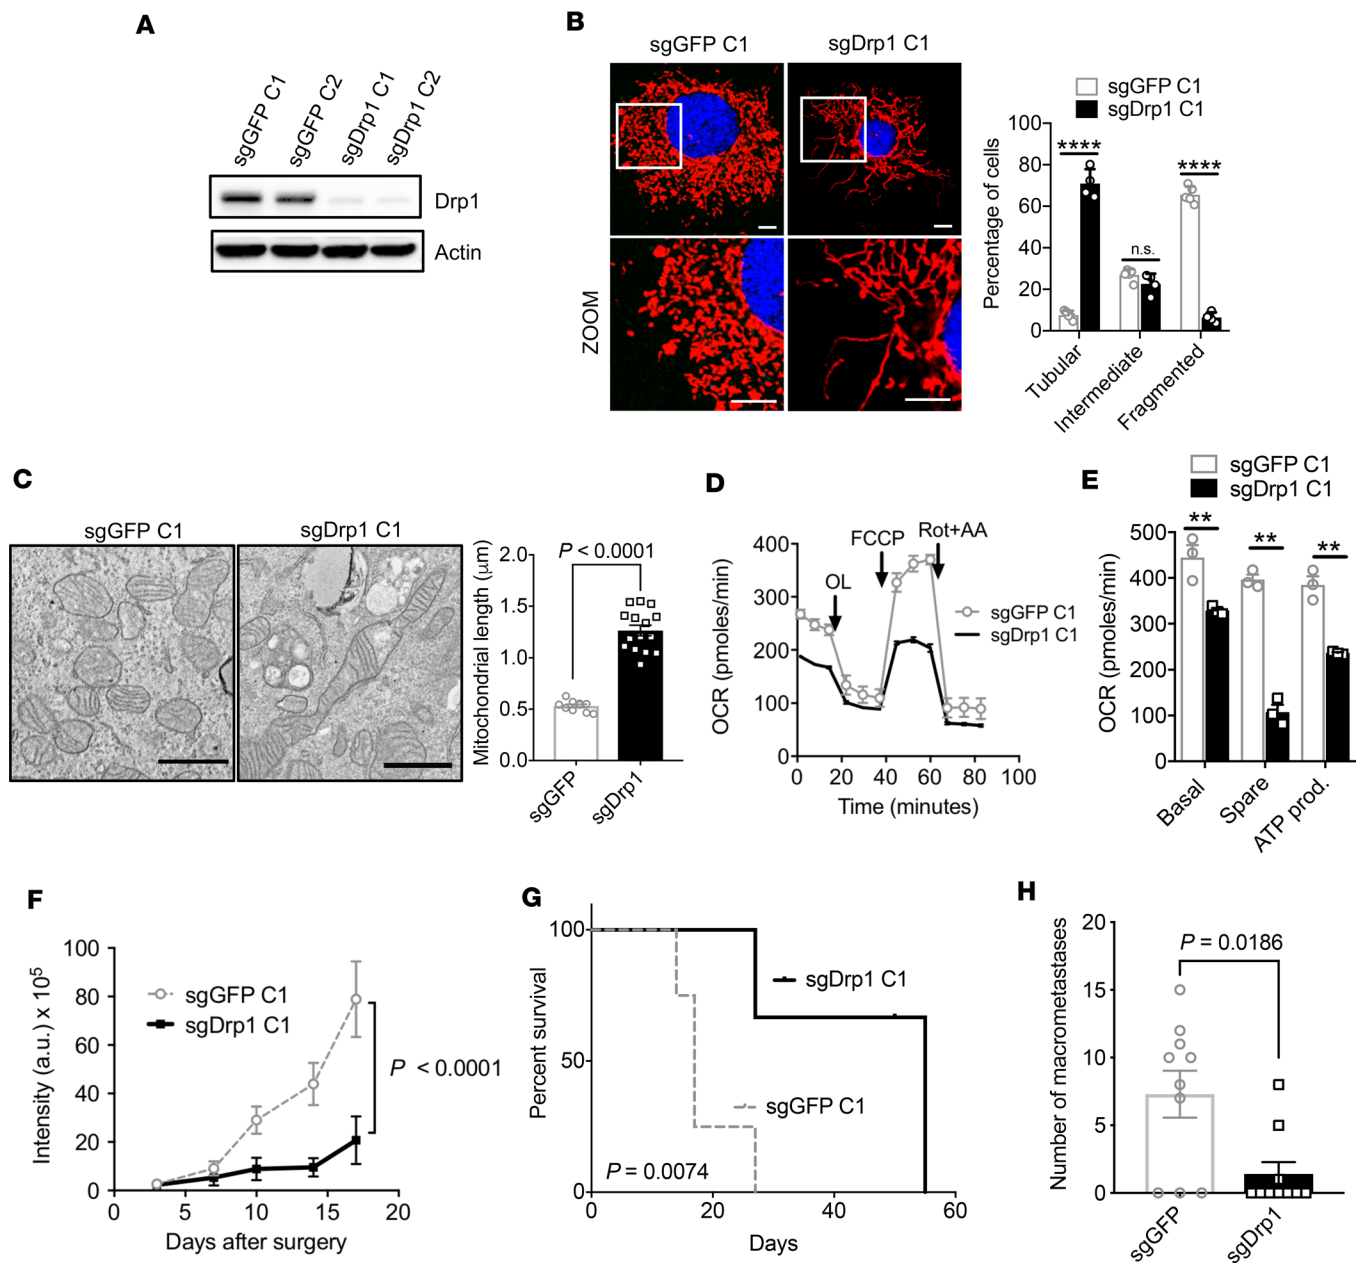 A
sgGFP C1
sgGFP C2
sgDrp1 C1
sgDrp1 C2
Drp1
Actin
B
sgGFP C1
sgDrp1 C1
ZOOM
sgGFP C1
sgDrp1 C1
Percentage of cells
100
80
60
40
20
0
****
n.s.
****
Tubular
Intermediate
Fragmented
C
sgGFP C1
sgDrp1 C1
Mitochondrial length (μm)
2.0
1.5
1.0
0.5
0.0
P < 0.0001
sgGFP
sgDrp1
D
OCR (pmoles/min)
400
300
200
100
0
OL
FCCP
Rot+AA
sgGFP C1
sgDrp1 C1
0 20 40 60 80 100
Time (minutes)
E
sgGFP C1
sgDrp1 C1
OCR (pmoles/min)
500
400
300
200
100
0
**
**
**
Basal
Spare
ATP prod.
F
Intensity (a.u.) x 10⁵
100
80
60
40
20
0
sgGFP C1
sgDrp1 C1
P < 0.0001
0 5 10 15 20
Days after surgery
G
Percent survival
100
50
0
sgDrp1 C1
sgGFP C1
P = 0.0074
0 20 40 60
Days
H
Number of macrometastases
20
15
10
5
0
P = 0.0186
sgGFP
sgDrp1